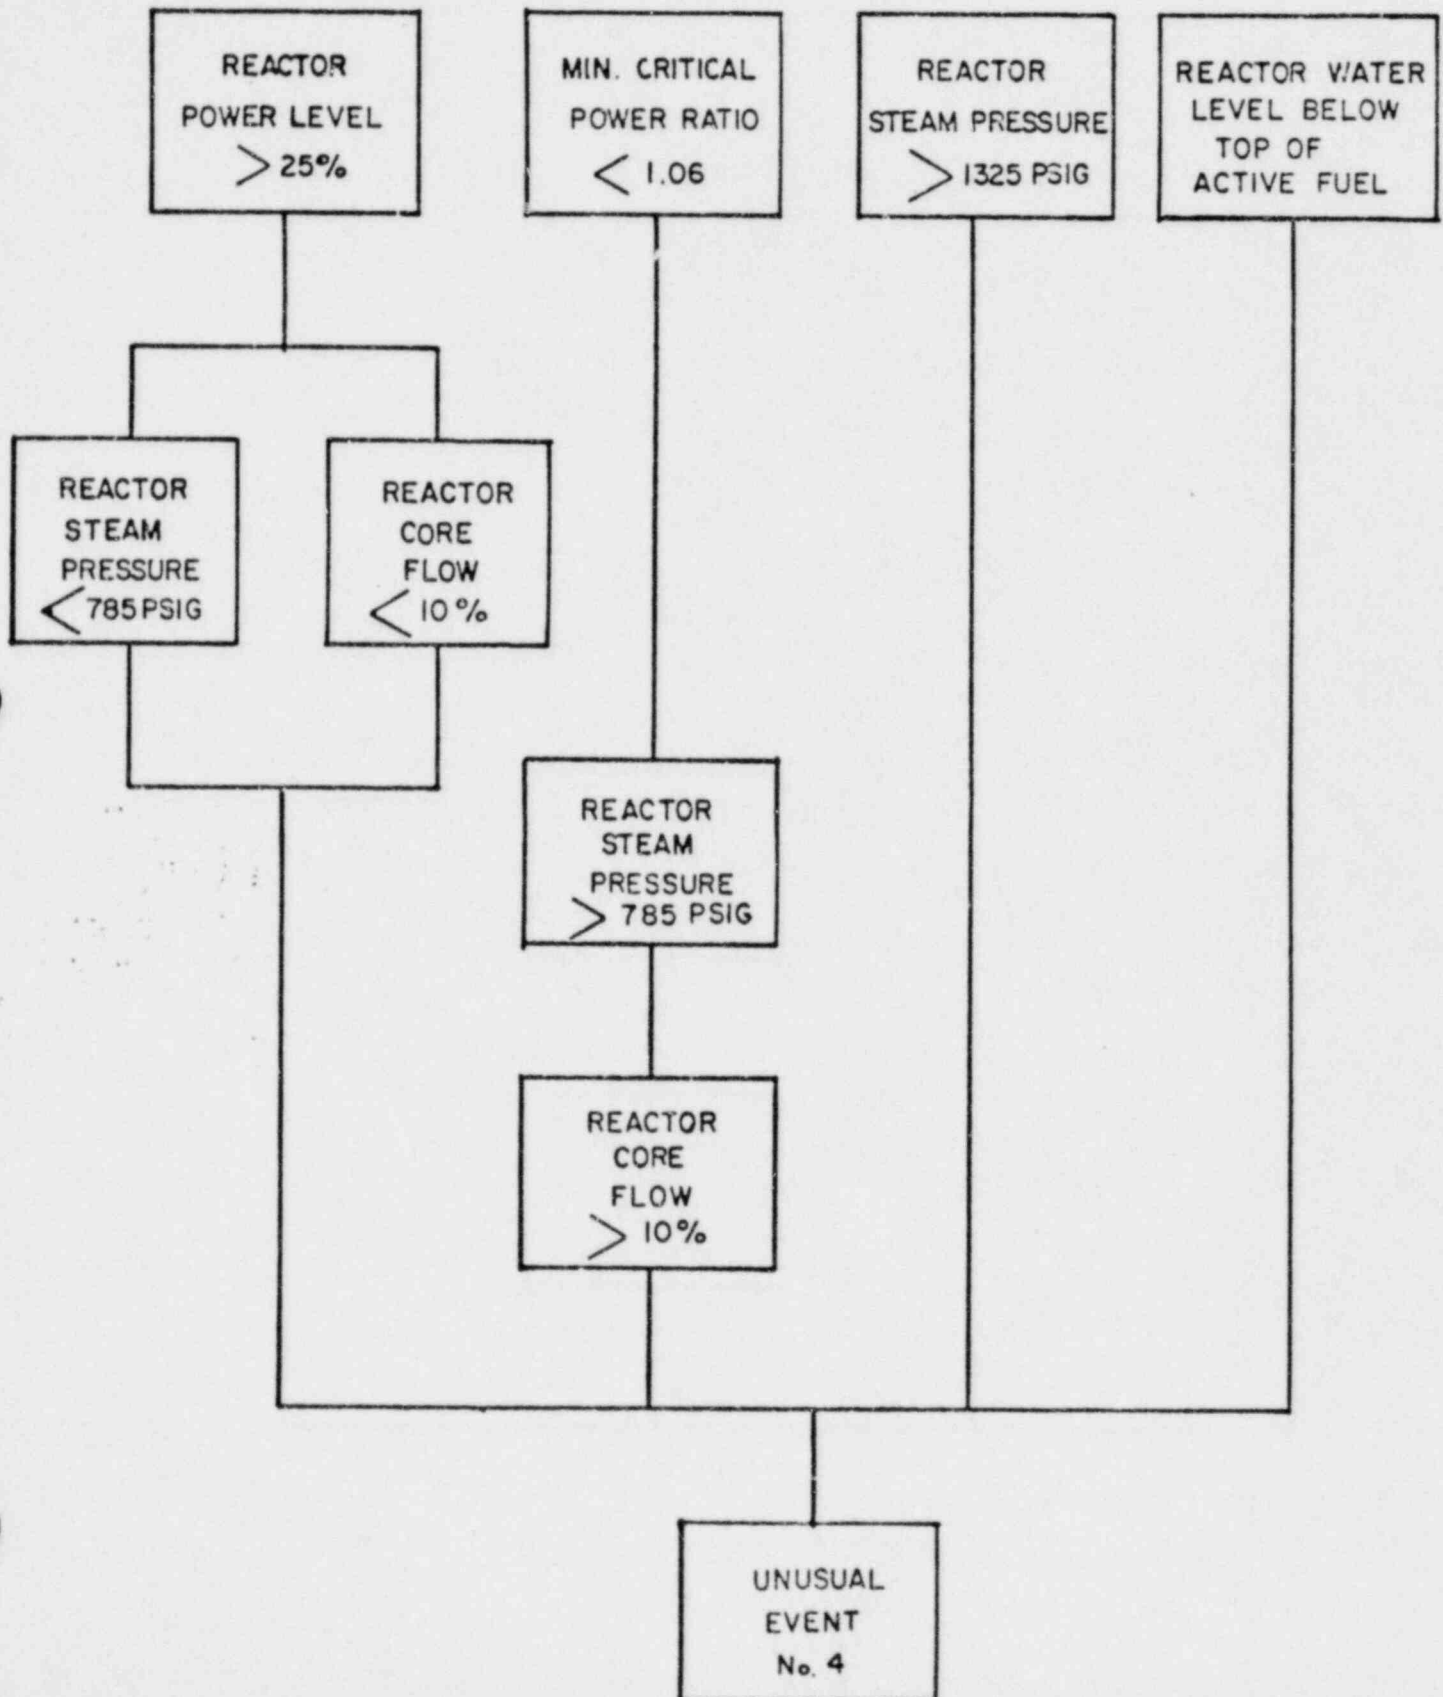 REACTOR
POWER LEVEL
> 25%
MIN. CRITICAL
POWER RATIO
< 1.06
REACTOR
STEAM PRESSURE
> 1325 PSIG
REACTOR WATER
LEVEL BELOW
TOP OF
ACTIVE FUEL
REACTOR
STEAM
PRESSURE
< 785 PSIG
REACTOR
CORE
FLOW
< 10%
REACTOR
STEAM
PRESSURE
> 785 PSIG
REACTOR
CORE
FLOW
> 10%
UNUSUAL
EVENT
No. 4